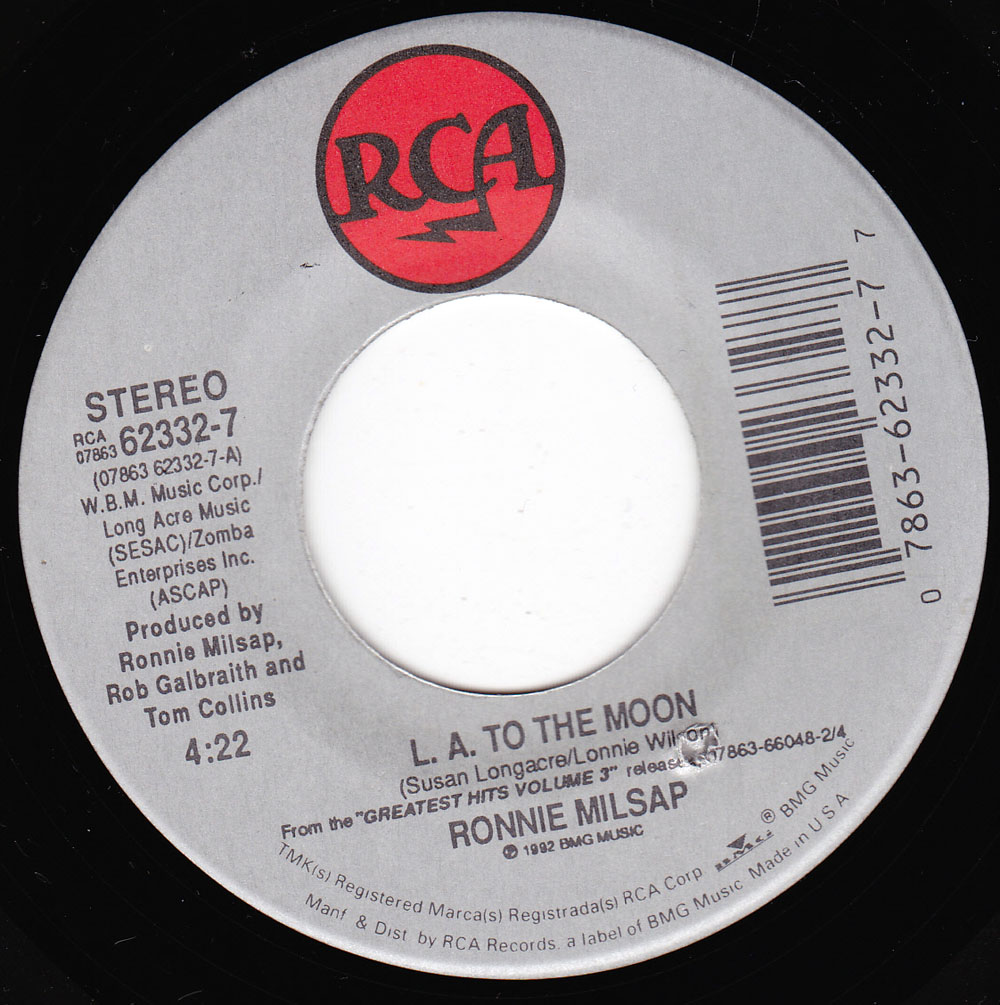 RCA
STEREO
RCA
07863 62332-7
(07863 62332-7-A)
W.B.M. Music Corp./
Long Acre Music
(SESAC)/Zomba
Enterprises Inc.
(ASCAP)
Produced by
Ronnie Milsap,
Rob Galbraith and
Tom Collins
4:22
0 7863-62332-7 7
L. A. TO THE MOON
(Susan Longacre/Lonnie Wilson)
From the "GREATEST HITS VOLUME 3" 07863-66048-2/4
RONNIE MILSAP
℗ 1992 BMG MUSIC
TMK(s) Registered Marca(s) Registrada(s) RCA Corp BMG ® BMG Music
Manf & Dist by RCA Records. a label of BMG Music Made in U S A